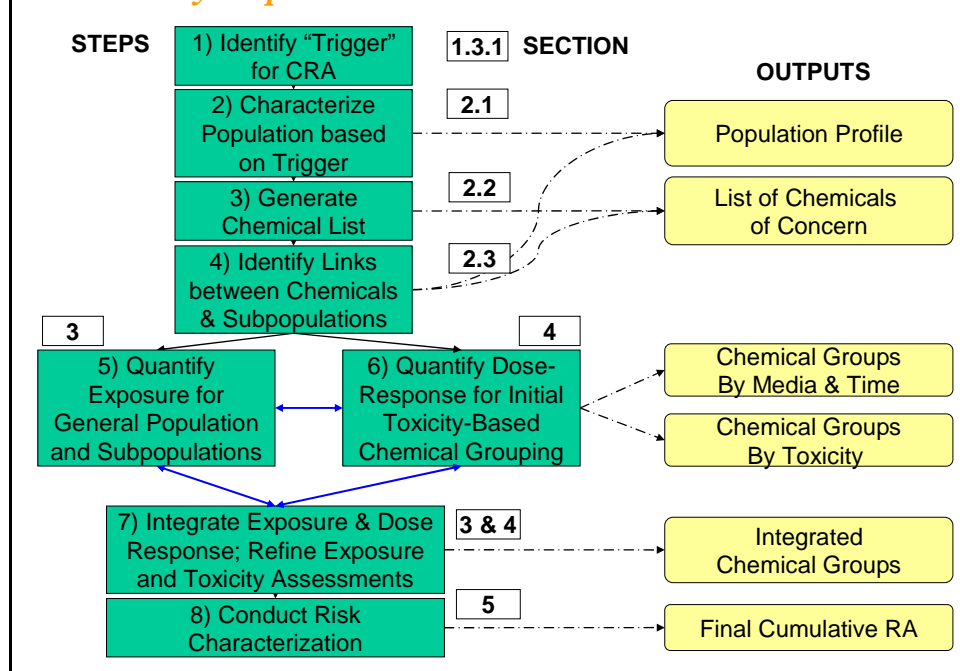 STEPS
1) Identify “Trigger”
for CRA
1.3.1
SECTION
OUTPUTS
2) Characterize
Population based
on Trigger
2.1
Population Profile
3) Generate
Chemical List
2.2
List of Chemicals
of Concern
4) Identify Links
between Chemicals
& Subpopulations
2.3
3
4
5) Quantify
Exposure for
General Population
and Subpopulations
6) Quantify Dose-
Response for Initial
Toxicity-Based
Chemical Grouping
Chemical Groups
By Media & Time
Chemical Groups
By Toxicity
7) Integrate Exposure & Dose
Response; Refine Exposure
and Toxicity Assessments
3 & 4
Integrated
Chemical Groups
8) Conduct Risk
Characterization
5
Final Cumulative RA